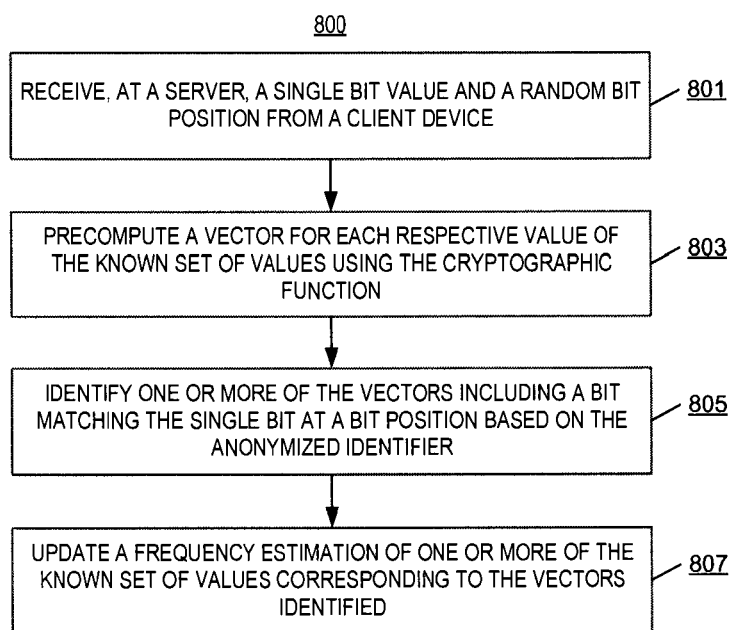 800
RECEIVE, AT A SERVER, A SINGLE BIT VALUE AND A RANDOM BIT
POSITION FROM A CLIENT DEVICE
801
PRECOMPUTE A VECTOR FOR EACH RESPECTIVE VALUE OF
THE KNOWN SET OF VALUES USING THE CRYPTOGRAPHIC
FUNCTION
803
IDENTIFY ONE OR MORE OF THE VECTORS INCLUDING A BIT
MATCHING THE SINGLE BIT AT A BIT POSITION BASED ON THE
ANONYMIZED IDENTIFIER
805
UPDATE A FREQUENCY ESTIMATION OF ONE OR MORE OF THE
KNOWN SET OF VALUES CORRESPONDING TO THE VECTORS
IDENTIFIED
807